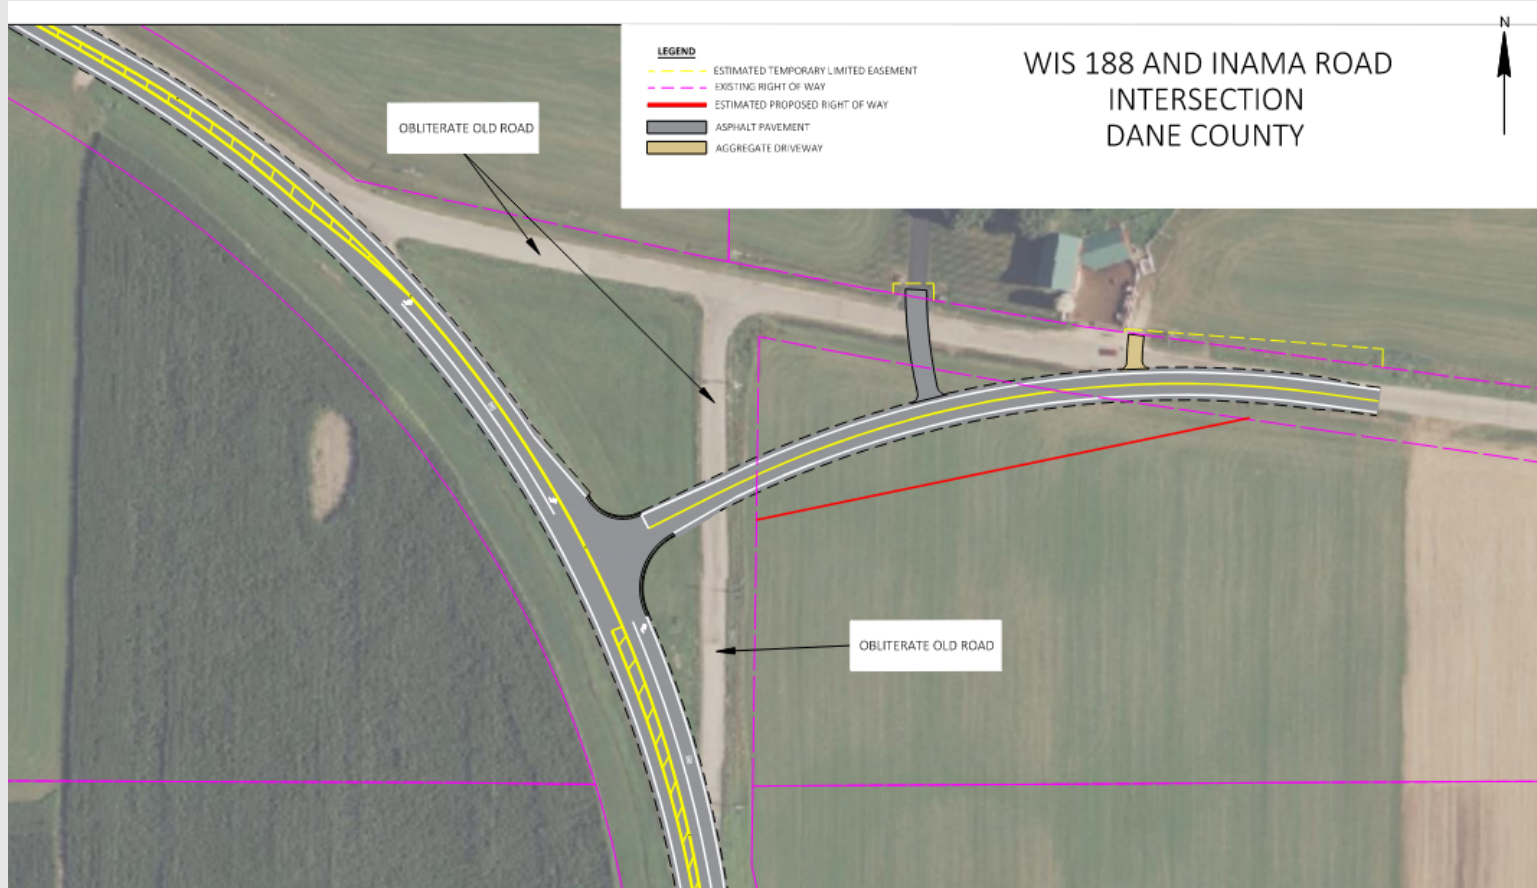 LEGEND
ESTIMATED TEMPORARY LIMITED EASEMENT
EXISTING RIGHT OF WAY
ESTIMATED PROPOSED RIGHT OF WAY
ASPHALT PAVEMENT
AGGREGATE DRIVEWAY
WIS 188 AND INAMA ROAD
INTERSECTION
DANE COUNTY
N
OBLITERATE OLD ROAD
OBLITERATE OLD ROAD